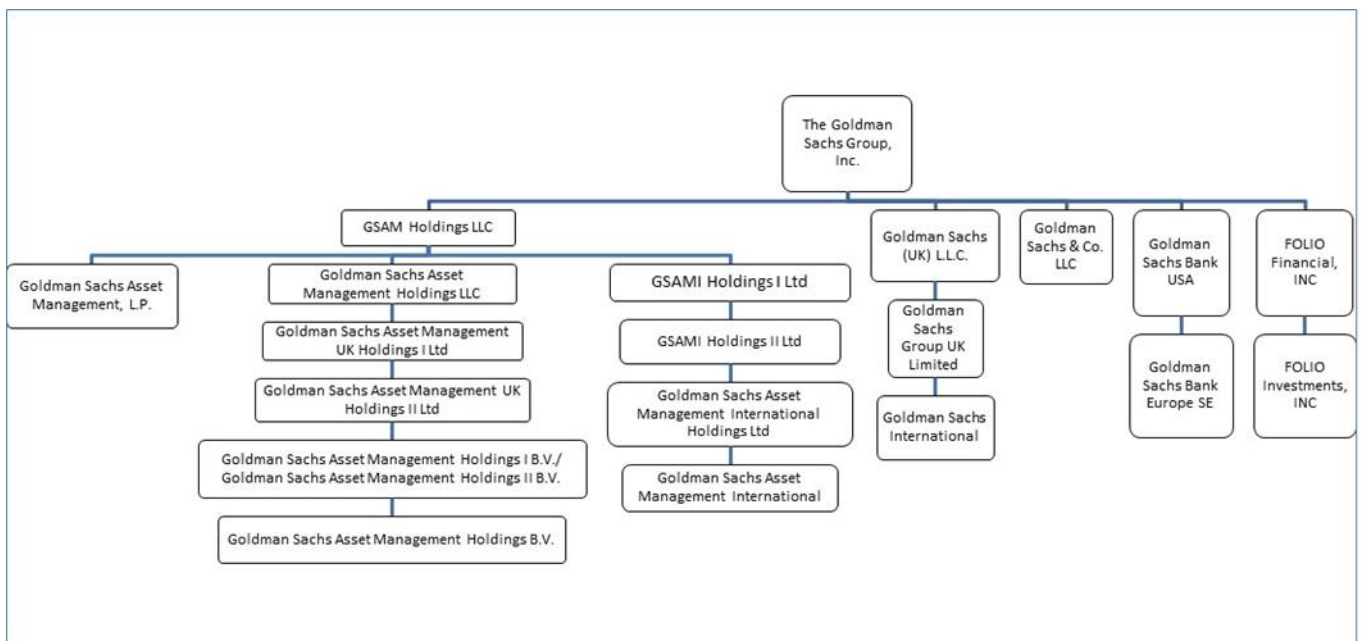 The Goldman
Sachs Group,
Inc.
GSAM Holdings LLC
Goldman Sachs
(UK) L.L.C.
Goldman
Sachs & Co.
LLC
Goldman
Sachs Bank
USA
FOLIO
Financial,
INC
Goldman Sachs Asset
Management, L.P.
Goldman Sachs Asset
Management Holdings LLC
GSAMI Holdings I Ltd
Goldman Sachs Asset Management
UK Holdings I Ltd
GSAMI Holdings II Ltd
Goldman
Sachs
Group UK
Limited
Goldman
Sachs Bank
Europe SE
FOLIO
Investments,
INC
Goldman Sachs Asset Management UK
Holdings II Ltd
Goldman Sachs Asset
Management International
Holdings Ltd
Goldman Sachs
International
Goldman Sachs Asset Management Holdings I B.V./
Goldman Sachs Asset Management Holdings II B.V.
Goldman Sachs Asset
Management International
Goldman Sachs Asset Management Holdings B.V.